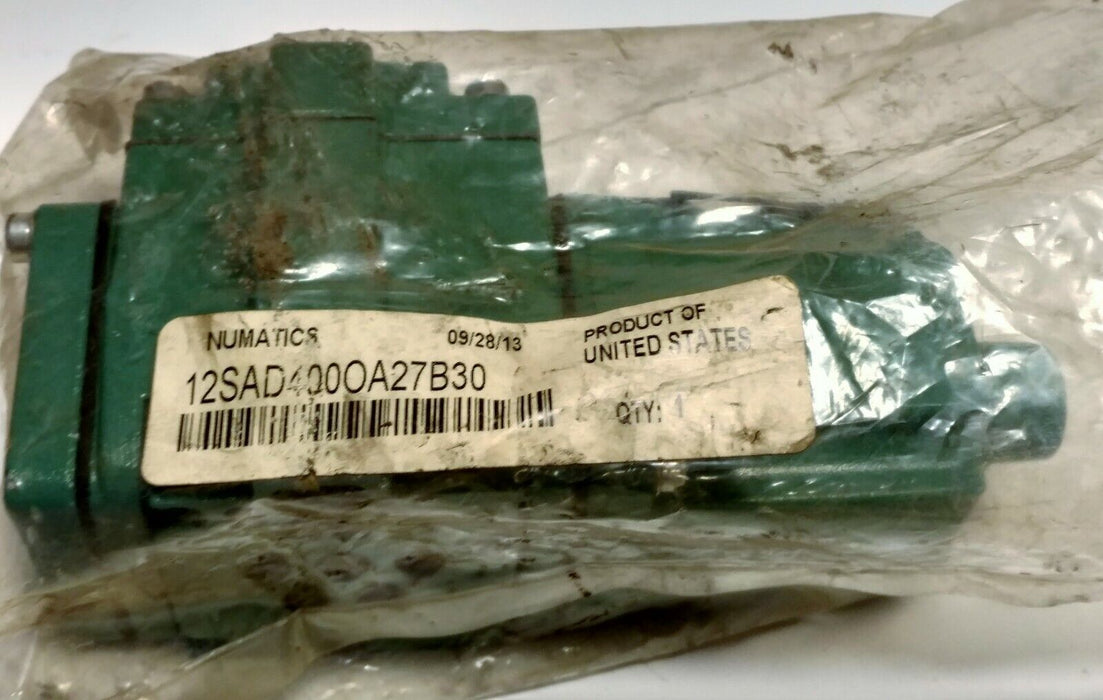 NUMATICS
09/28/13
12SAD400OA27B30
PRODUCT OF
UNITED STATES
QTY: 1